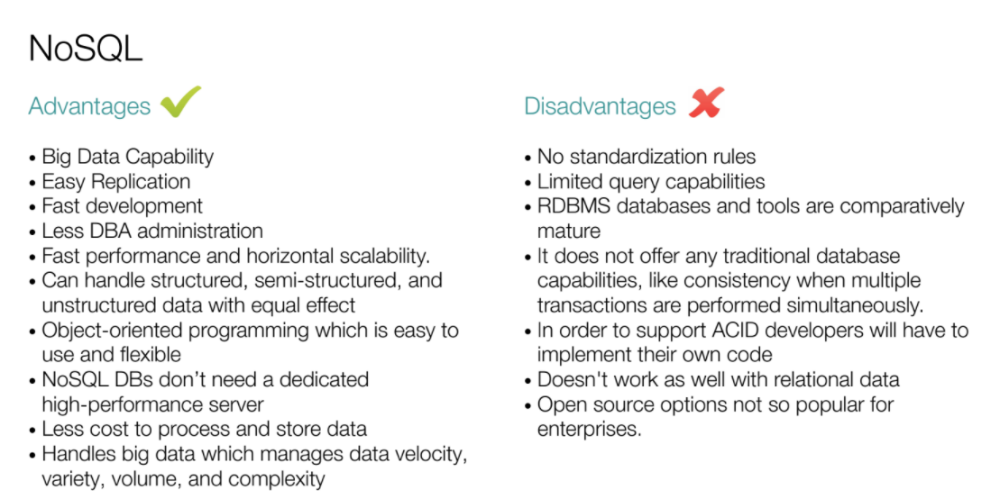 NoSQL
Advantages
• Big Data Capability
• Easy Replication
• Fast development
• Less DBA administration
• Fast performance and horizontal scalability.
• Can handle structured, semi-structured, and
unstructured data with equal effect
• Object-oriented programming which is easy to
use and flexible
• NoSQL DBs don’t need a dedicated
high-performance server
• Less cost to process and store data
• Handles big data which manages data velocity,
variety, volume, and complexity
Disadvantages
• No standardization rules
• Limited query capabilities
• RDBMS databases and tools are comparatively
mature
• It does not offer any traditional database
capabilities, like consistency when multiple
transactions are performed simultaneously.
• In order to support ACID developers will have to
implement their own code
• Doesn't work as well with relational data
• Open source options not so popular for
enterprises.